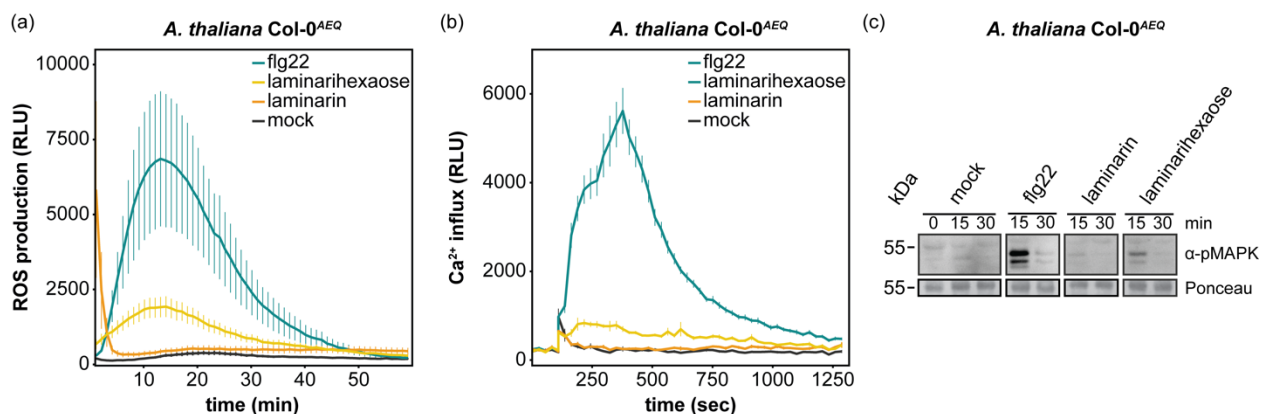 (a)
A. thaliana Col-0AEQ
ROS production (RLU)
10000
7500
5000
2500
0
flg22
laminarihexaose
laminarin
mock
10 20 30 40 50
time (min)
(b)
A. thaliana Col-0AEQ
Ca2+ influx (RLU)
6000
4000
2000
0
flg22
laminarihexaose
laminarin
mock
250 500 750 1000 1250
time (sec)
(c)
A. thaliana Col-0AEQ
kDa mock flg22 laminarin laminarihexaose
0 15 30 15 30 15 30 15 30 min
55 α-pMAPK
55 Ponceau